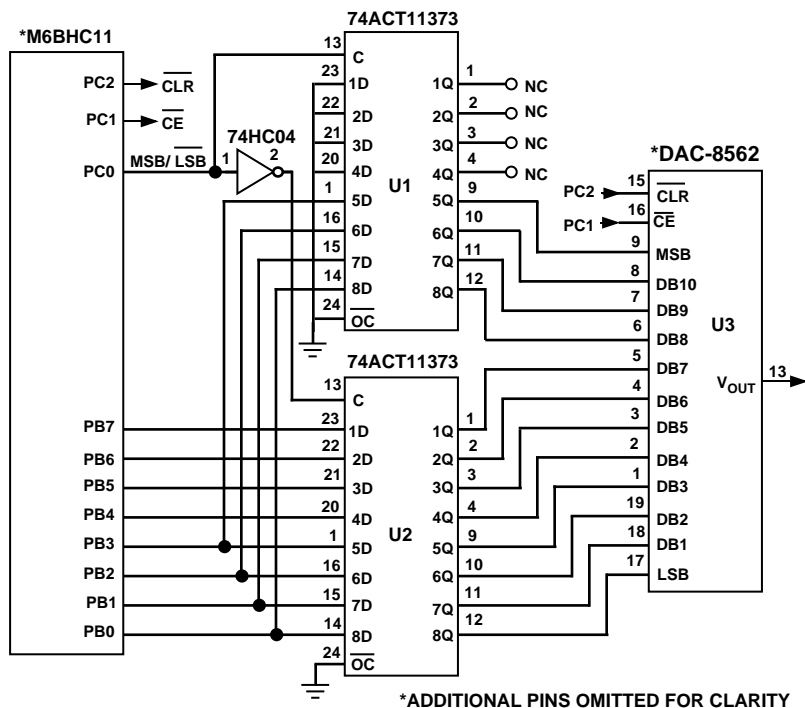 *M6BHC11
PC2
CLR
PC1
CE
PC0
MSB/ LSB
74HC04
1
2
PB7
PB6
PB5
PB4
PB3
PB2
PB1
PB0
74ACT11373
13 C
23 1D
22 2D
21 3D
20 4D
1 5D
16 6D
15 7D
14 8D
24 OC
U1
1Q 1 NC
2Q 2 NC
3Q 3 NC
4Q 4 NC
5Q 9
6Q 10
7Q 11
8Q 12
74ACT11373
13 C
23 1D
22 2D
21 3D
20 4D
1 5D
16 6D
15 7D
14 8D
24 OC
U2
1Q 1
2Q 2
3Q 3
4Q 4
5Q 9
6Q 10
7Q 11
8Q 12
*DAC-8562
PC2 15 CLR
PC1 16 CE
9 MSB
8 DB10
7 DB9
6 DB8
5 DB7
4 DB6
3 DB5
2 DB4
1 DB3
19 DB2
18 DB1
17 LSB
U3
VOUT 13
*ADDITIONAL PINS OMITTED FOR CLARITY